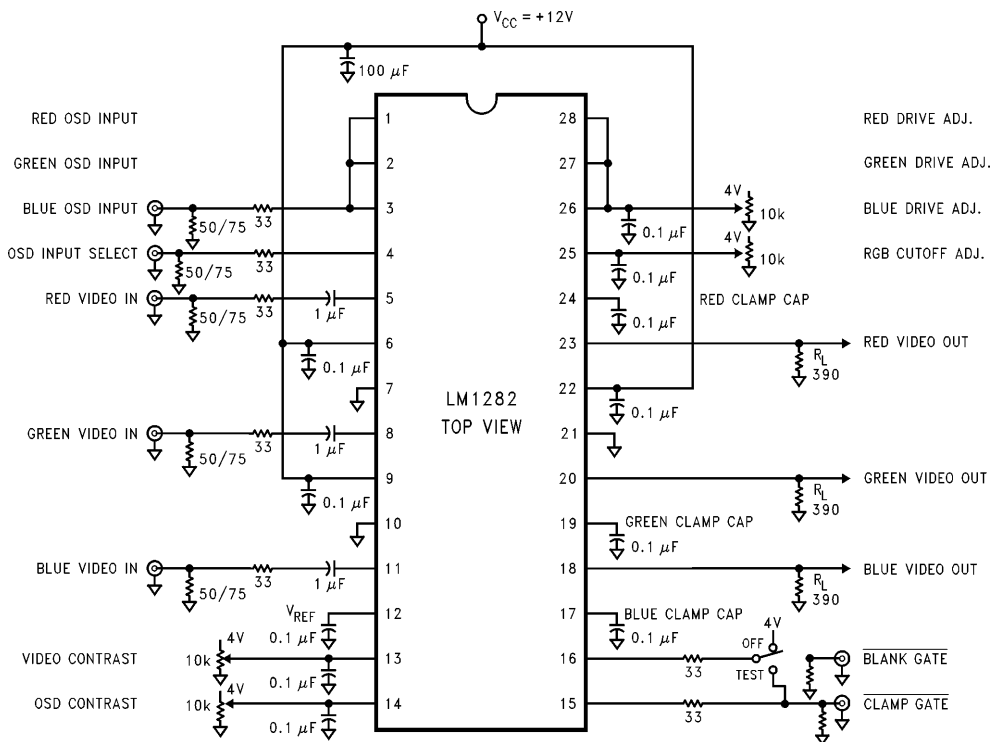 V_CC = +12V
100 μF
RED OSD INPUT 1 28 RED DRIVE ADJ.
GREEN OSD INPUT 2 27 GREEN DRIVE ADJ.
4V
BLUE OSD INPUT 3 26 10k BLUE DRIVE ADJ.
50/75 33 0.1 μF
4V
OSD INPUT SELECT 4 25 10k RGB CUTOFF ADJ.
50/75 33 0.1 μF
RED VIDEO IN 5 24 RED CLAMP CAP
50/75 33 1 μF 0.1 μF
6 23 RED VIDEO OUT
0.1 μF R_L 390
7 22
LM1282 0.1 μF
TOP VIEW
GREEN VIDEO IN 8 21
50/75 33 1 μF
9 20 GREEN VIDEO OUT
0.1 μF R_L 390
10 19 GREEN CLAMP CAP
0.1 μF
BLUE VIDEO IN 11 18 BLUE VIDEO OUT
50/75 33 1 μF R_L 390
V_REF 12 17 BLUE CLAMP CAP
0.1 μF 0.1 μF 4V
4V OFF
VIDEO CONTRAST 10k 13 16 33 TEST BLANK GATE
0.1 μF
4V
OSD CONTRAST 10k 14 15 33 CLAMP GATE
0.1 μF